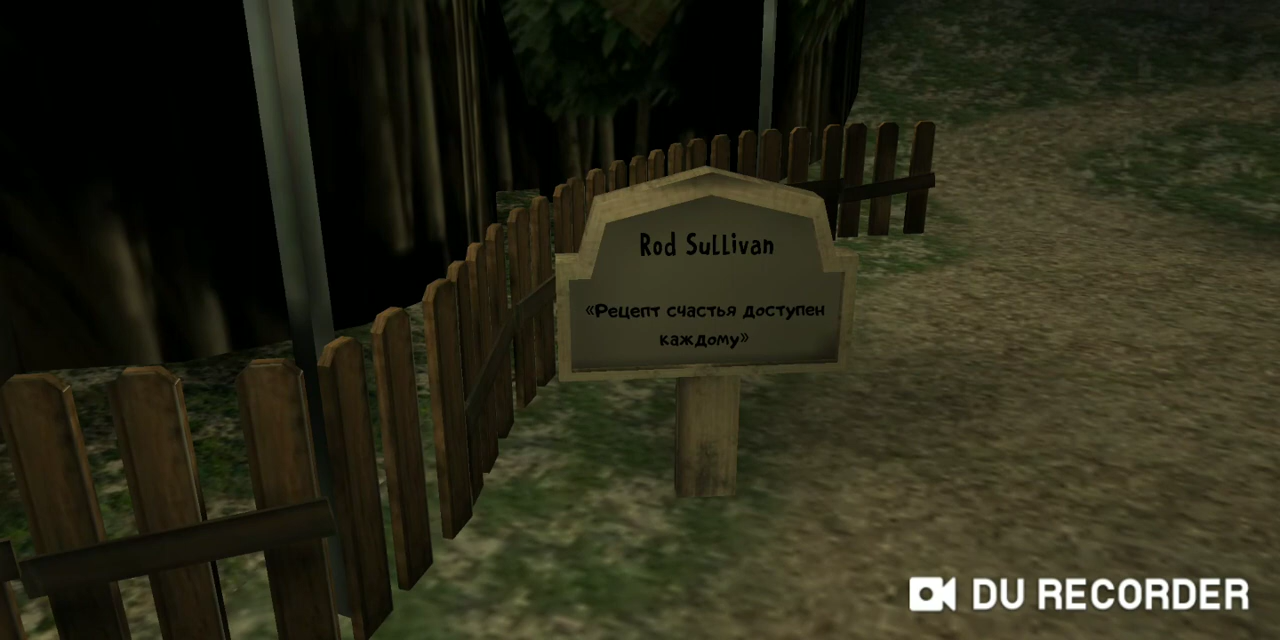 Rod Sullivan
«Рецепт счастья доступен
каждому»
DU RECORDER